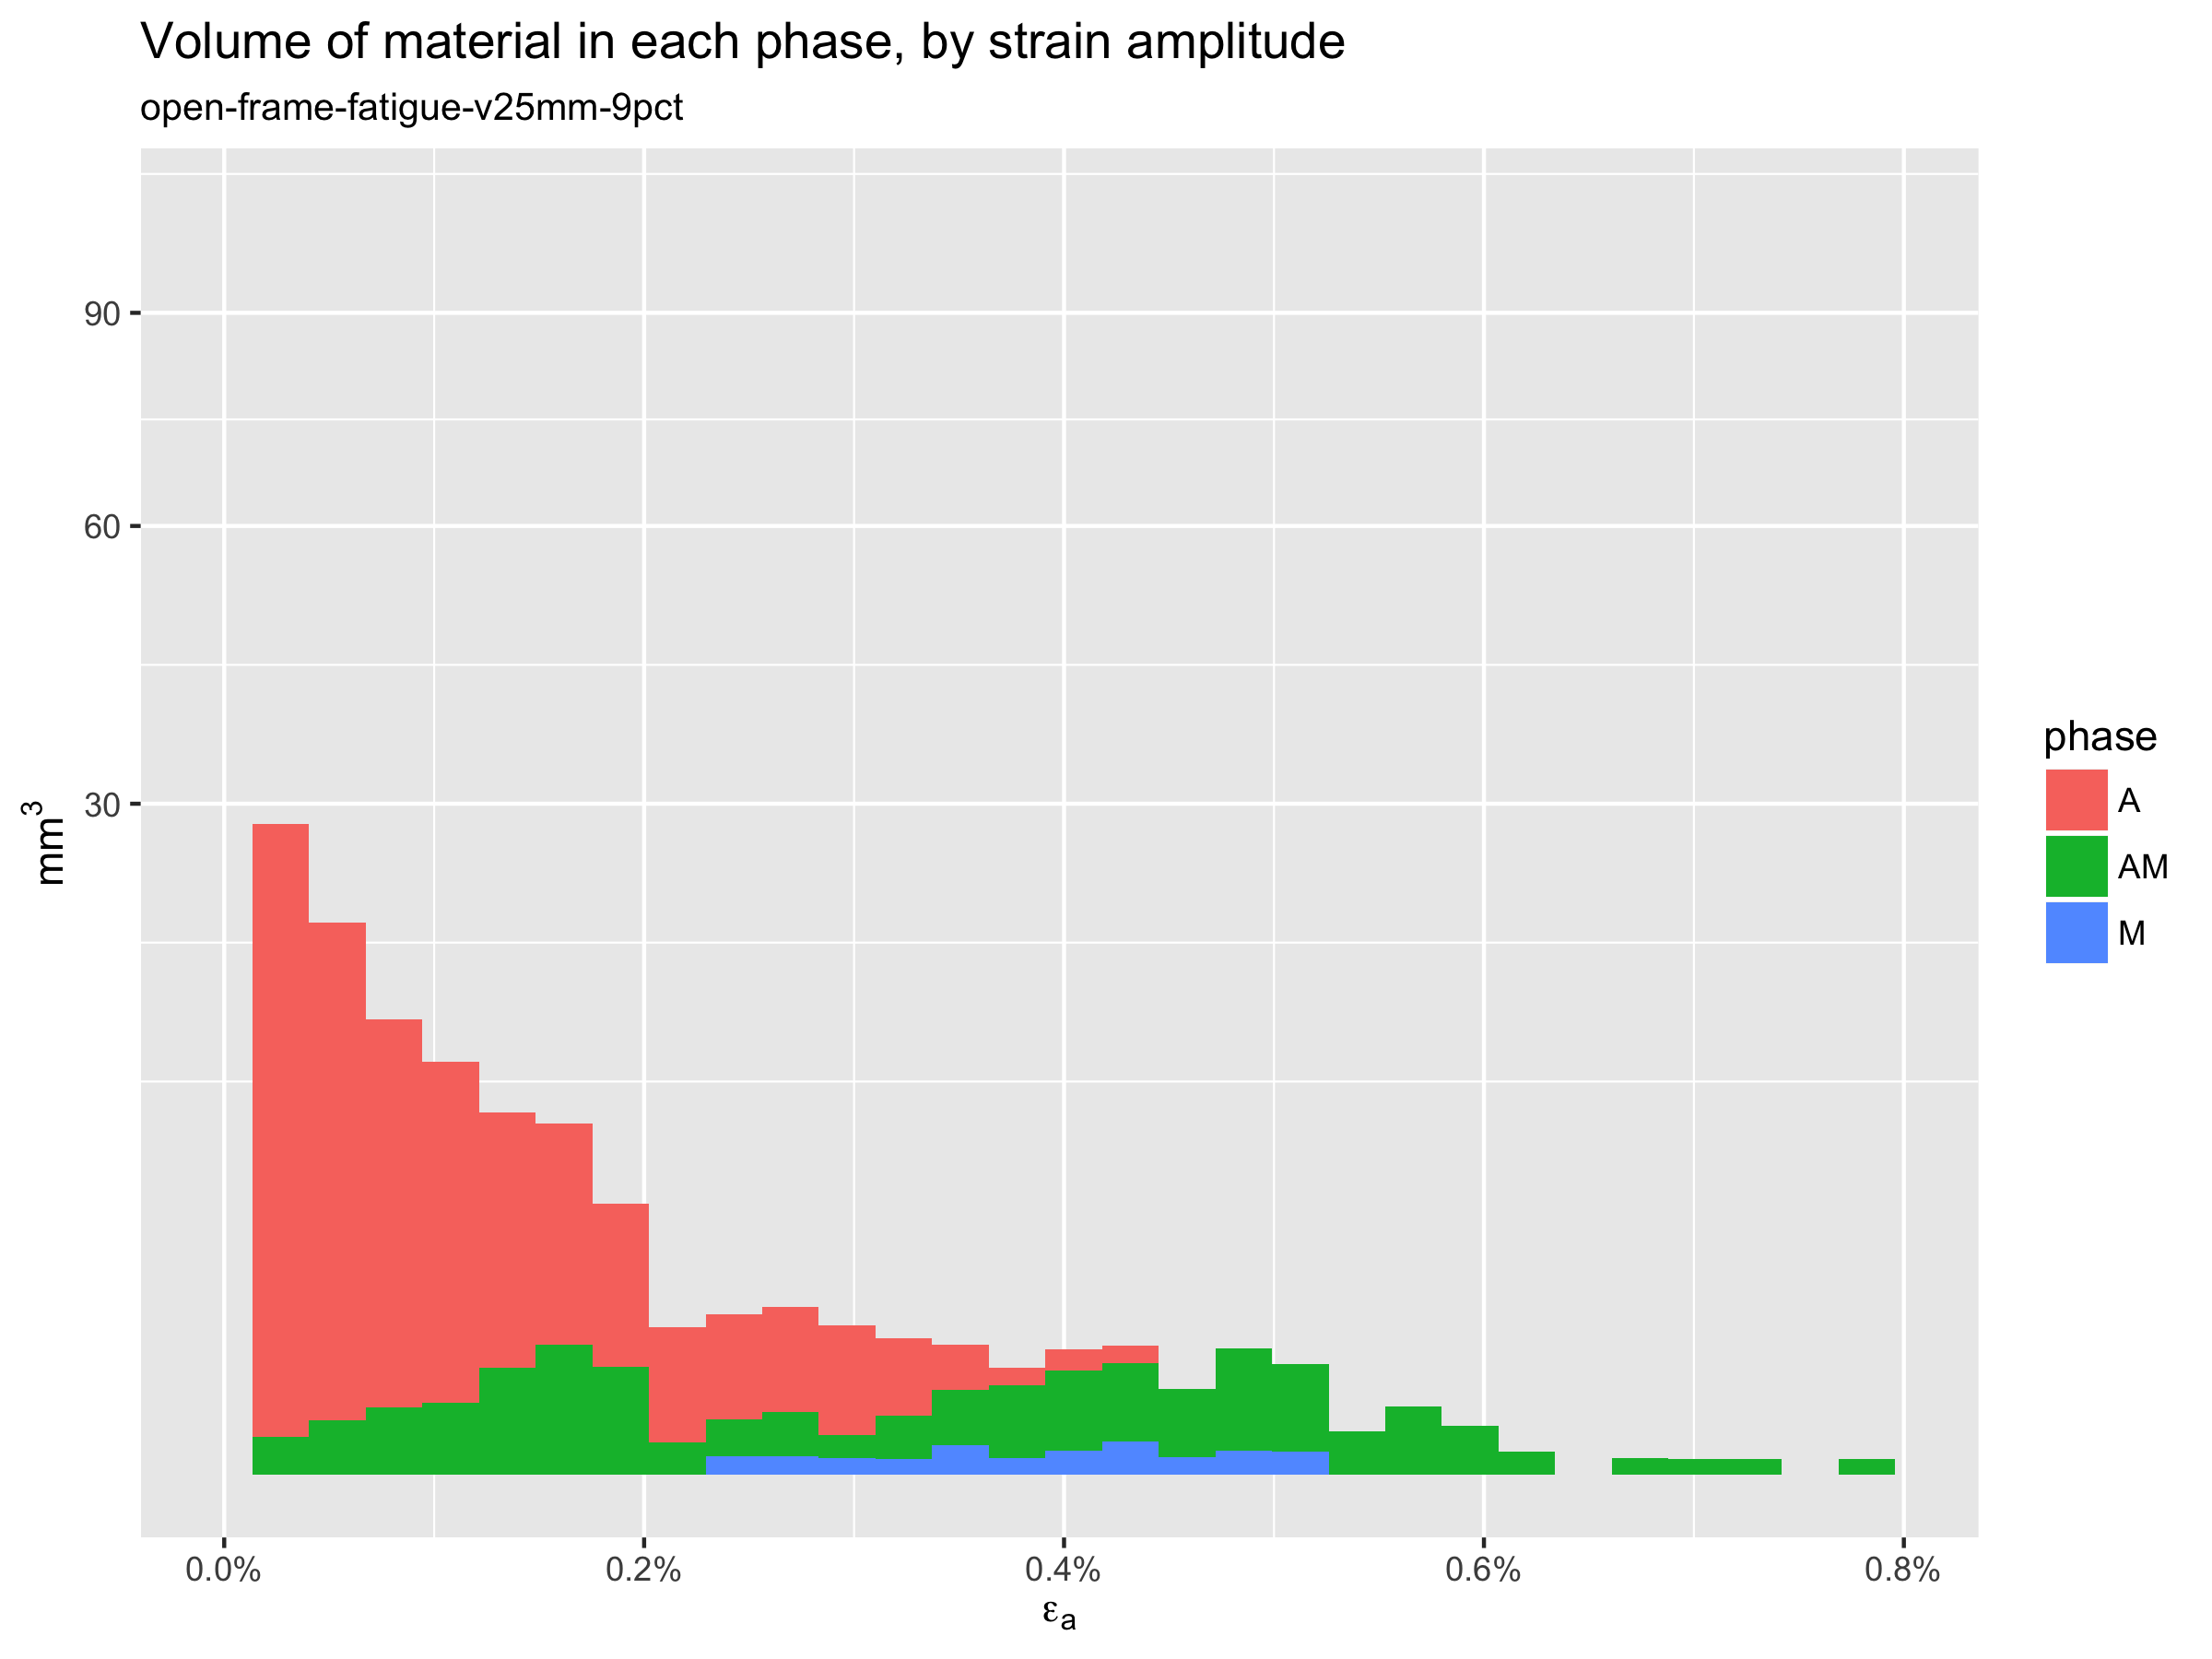 Volume of material in each phase, by strain amplitude
open-frame-fatigue-v25mm-9pct
90
60
30
mm³
0.0% 0.2% 0.4% 0.6% 0.8%
εa
phase
A
AM
M